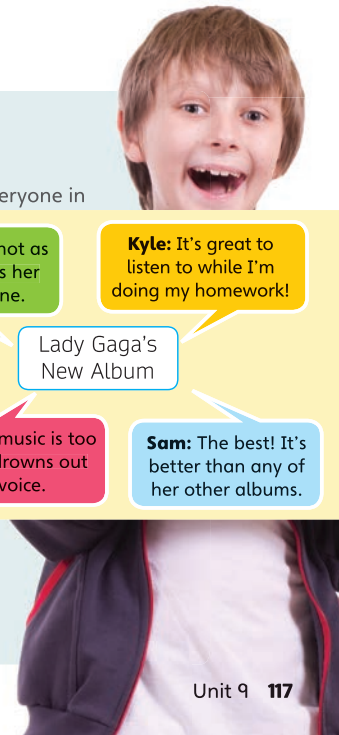 eryone in
not as
s her
ne.
Kyle: It's great to
listen to while I'm
doing my homework!
Lady Gaga's
New Album
music is too
drowns out
voice.
Sam: The best! It's
better than any of
her other albums.
Unit 9 117